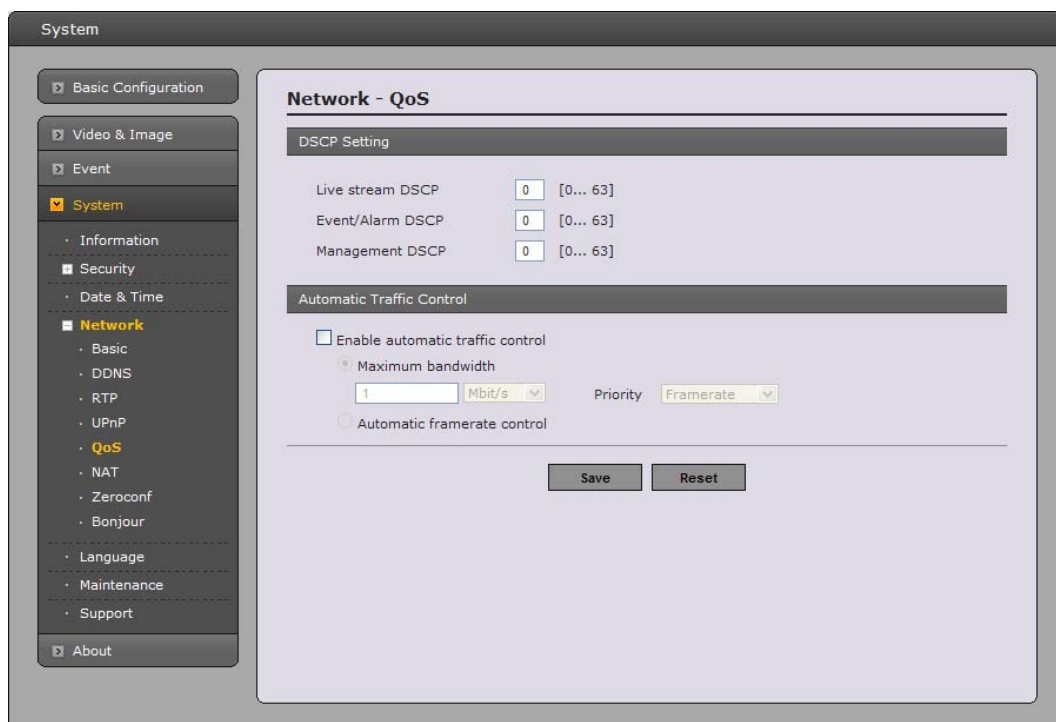 System
Basic Configuration
Video & Image
Event
System
· Information
Security
· Date & Time
Network
· Basic
· DDNS
· RTP
· UPnP
· QoS
· NAT
· Zeroconf
· Bonjour
· Language
· Maintenance
· Support
About
Network - QoS
DSCP Setting
Live stream DSCP 0 [0... 63]
Event/Alarm DSCP 0 [0... 63]
Management DSCP 0 [0... 63]
Automatic Traffic Control
Enable automatic traffic control
Maximum bandwidth
1 Mbit/s Priority Framerate
Automatic framerate control
Save Reset